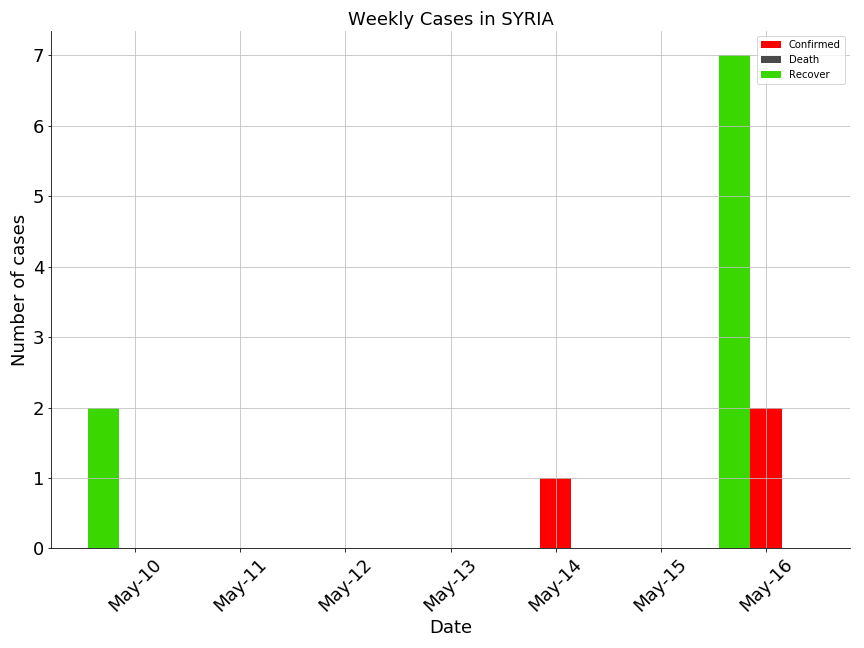 Weekly Cases in SYRIA
Confirmed
Death
Recover
Number of cases
7
6
5
4
3
2
1
0
May-10
May-11
May-12
May-13
May-14
May-15
May-16
Date